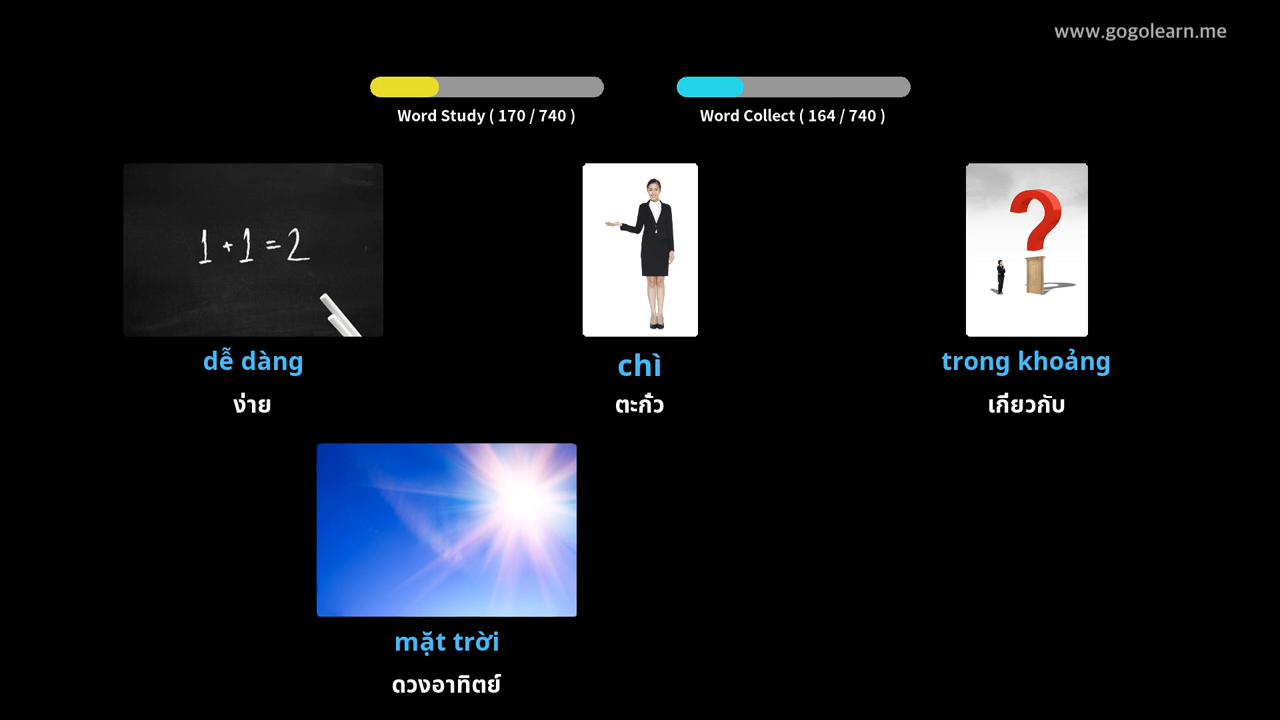 www.gogolearn.me
Word Study ( 170 / 740 )
Word Collect ( 164 / 740 )
1 + 1 = 2
dễ dàng
ง่าย
chì
ตะกั่ว
trong khoảng
เกี่ยวกับ
mặt trời
ดวงอาทิตย์